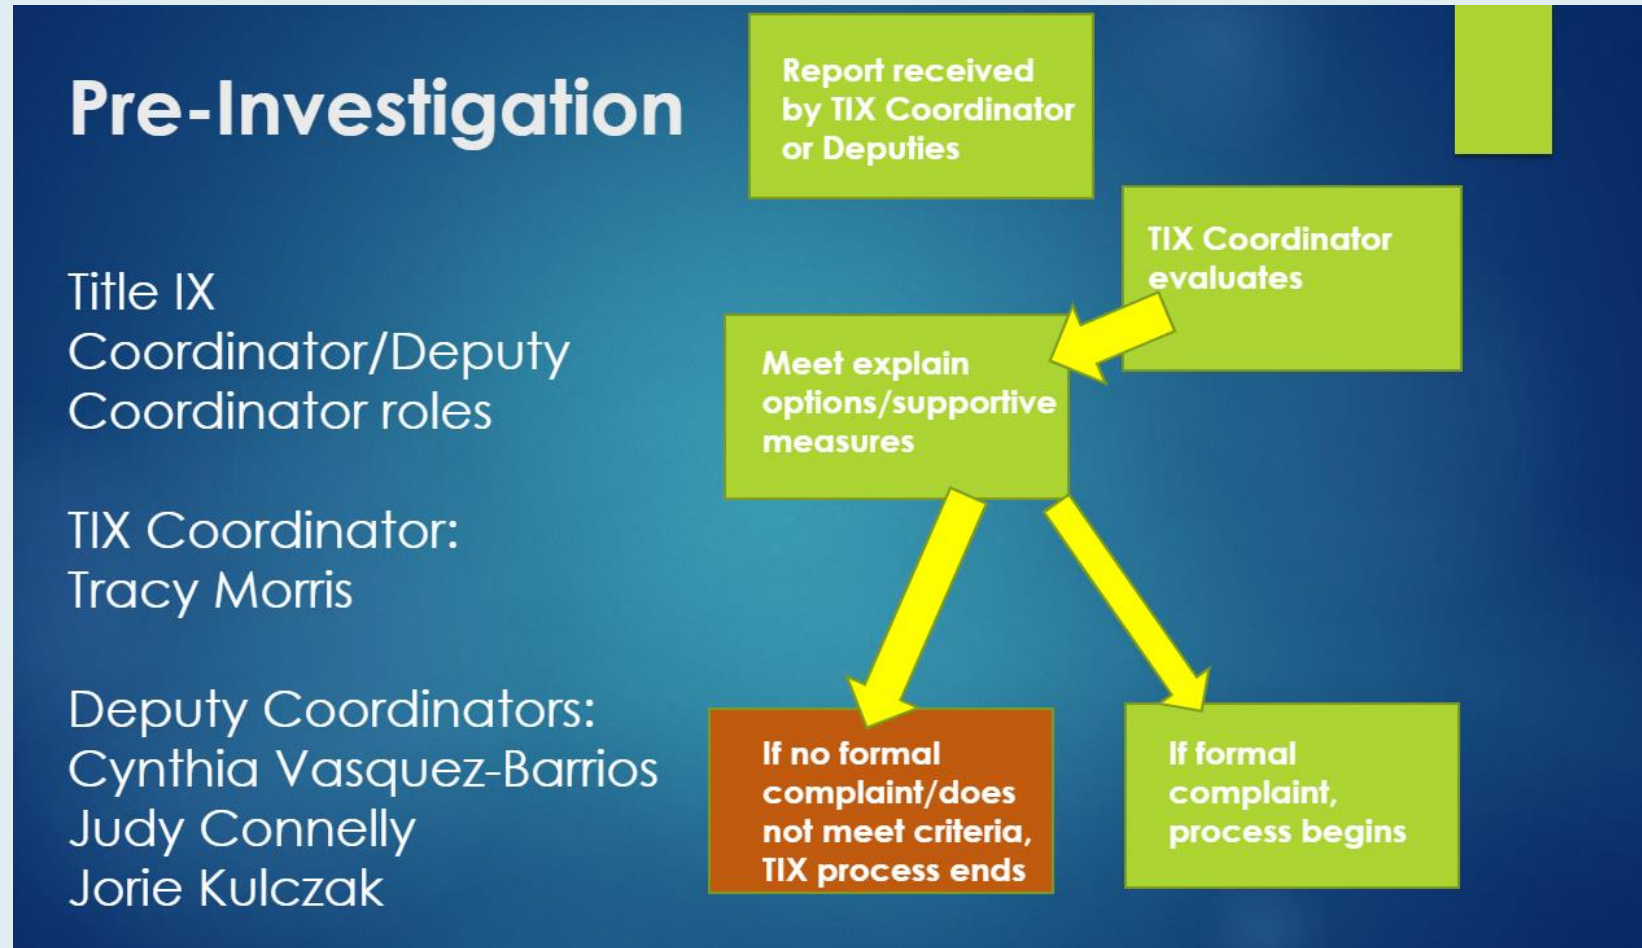 Pre-Investigation
Title IX
Coordinator/Deputy
Coordinator roles
TIX Coordinator:
Tracy Morris
Deputy Coordinators:
Cynthia Vasquez-Barrios
Judy Connelly
Jorie Kulczak
Report received
by TIX Coordinator
or Deputies
TIX Coordinator
evaluates
Meet explain
options/supportive
measures
If no formal
complaint/does
not meet criteria,
TIX process ends
If formal
complaint,
process begins